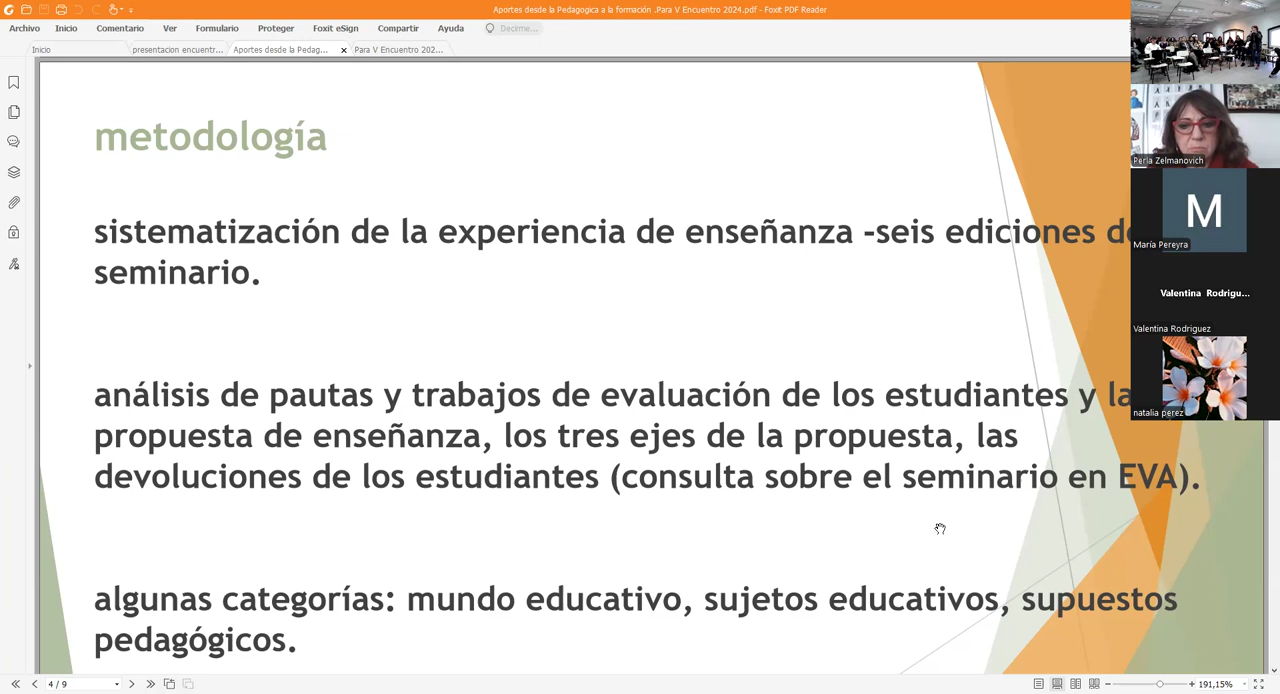 Aportes desde la Pedagogica a la formación .Para V Encuentro 2024.pdf - Foxit PDF Reader
Archivo Inicio Comentario Ver Formulario Proteger Foxit eSign Compartir Ayuda Decirme...
Inicio presentacion encuentr... Aportes desde la Pedag... Para V Encuentro 202...
metodología
sistematización de la experiencia de enseñanza -seis ediciones
seminario.
análisis de pautas y trabajos de evaluación de los estudiantes y la
propuesta de enseñanza, los tres ejes de la propuesta, las
devoluciones de los estudiantes (consulta sobre el seminario en EVA).
algunas categorías: mundo educativo, sujetos educativos, supuestos
pedagógicos.
Perla Zelmanovich
M
María Pereyra
Valentina Rodrigu...
Valentina Rodriguez
natalia perez
4 / 9
191,15%